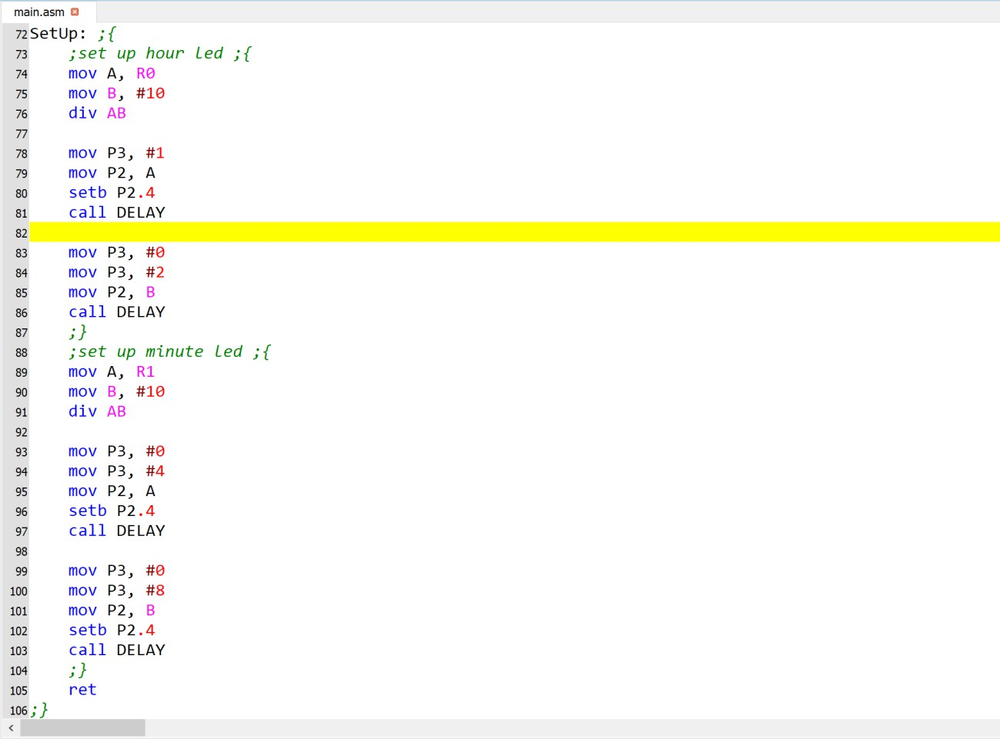 main.asm
72 SetUp: ;{
73 ;set up hour led ;{
74 mov A, R0
75 mov B, #10
76 div AB
77
78 mov P3, #1
79 mov P2, A
80 setb P2.4
81 call DELAY
82
83 mov P3, #0
84 mov P3, #2
85 mov P2, B
86 call DELAY
87 ;}
88 ;set up minute led ;{
89 mov A, R1
90 mov B, #10
91 div AB
92
93 mov P3, #0
94 mov P3, #4
95 mov P2, A
96 setb P2.4
97 call DELAY
98
99 mov P3, #0
100 mov P3, #8
101 mov P2, B
102 setb P2.4
103 call DELAY
104 ;}
105 ret
106 ;}